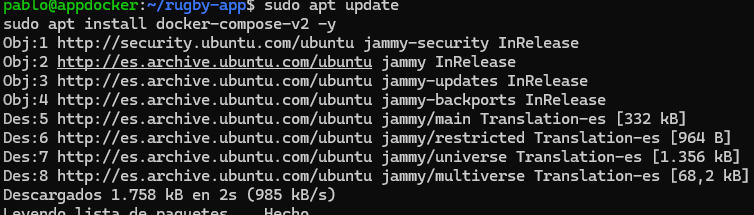 pablo@appdocker:~/rugby-app$ sudo apt update
sudo apt install docker-compose-v2 -y
Obj:1 http://security.ubuntu.com/ubuntu jammy-security InRelease
Obj:2 http://es.archive.ubuntu.com/ubuntu jammy InRelease
Obj:3 http://es.archive.ubuntu.com/ubuntu jammy-updates InRelease
Obj:4 http://es.archive.ubuntu.com/ubuntu jammy-backports InRelease
Des:5 http://es.archive.ubuntu.com/ubuntu jammy/main Translation-es [332 kB]
Des:6 http://es.archive.ubuntu.com/ubuntu jammy/restricted Translation-es [964 B]
Des:7 http://es.archive.ubuntu.com/ubuntu jammy/universe Translation-es [1.356 kB]
Des:8 http://es.archive.ubuntu.com/ubuntu jammy/multiverse Translation-es [68,2 kB]
Descargados 1.758 kB en 2s (985 kB/s)
Leyendo lista de paquetes... Hecho